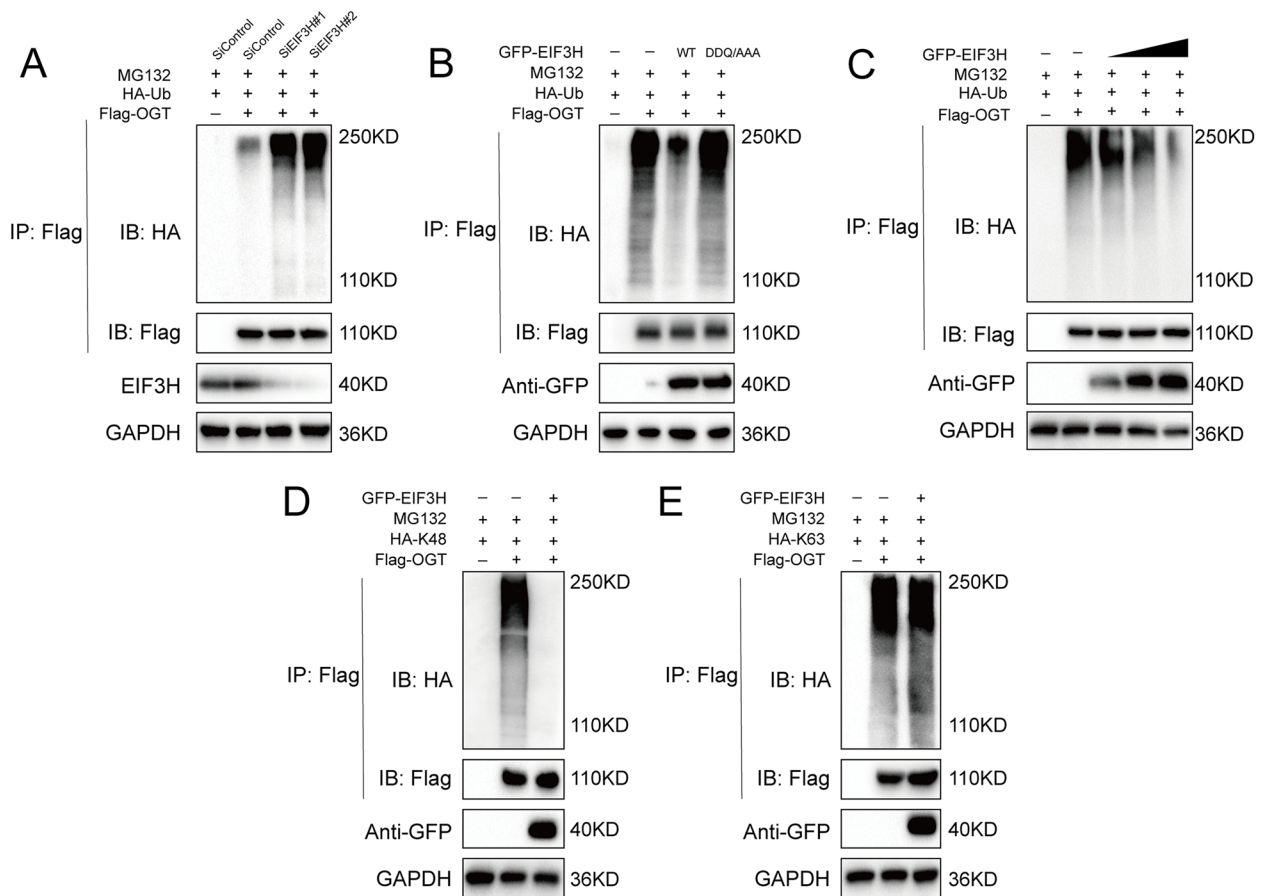 A
SiControl SiControl SiEIF3H#1 SiEIF3H#2
MG132 + + + +
HA-Ub + + + +
Flag-OGT – + + +
250KD
IP: Flag IB: HA
110KD
IB: Flag 110KD
EIF3H 40KD
GAPDH 36KD
B
GFP-EIF3H – – WT DDQ/AAA
MG132 + + + +
HA-Ub + + + +
Flag-OGT – + + +
250KD
IP: Flag IB: HA
110KD
IB: Flag 110KD
Anti-GFP 40KD
GAPDH 36KD
C
GFP-EIF3H – –
MG132 + + + + +
HA-Ub + + + + +
Flag-OGT – + + + +
250KD
IP: Flag IB: HA
110KD
IB: Flag 110KD
Anti-GFP 40KD
GAPDH 36KD
D
GFP-EIF3H – – +
MG132 + + +
HA-K48 + + +
Flag-OGT – + +
250KD
IP: Flag IB: HA
110KD
IB: Flag 110KD
Anti-GFP 40KD
GAPDH 36KD
E
GFP-EIF3H – – +
MG132 + + +
HA-K63 + + +
Flag-OGT – + +
250KD
IP: Flag IB: HA
110KD
IB: Flag 110KD
Anti-GFP 40KD
GAPDH 36KD